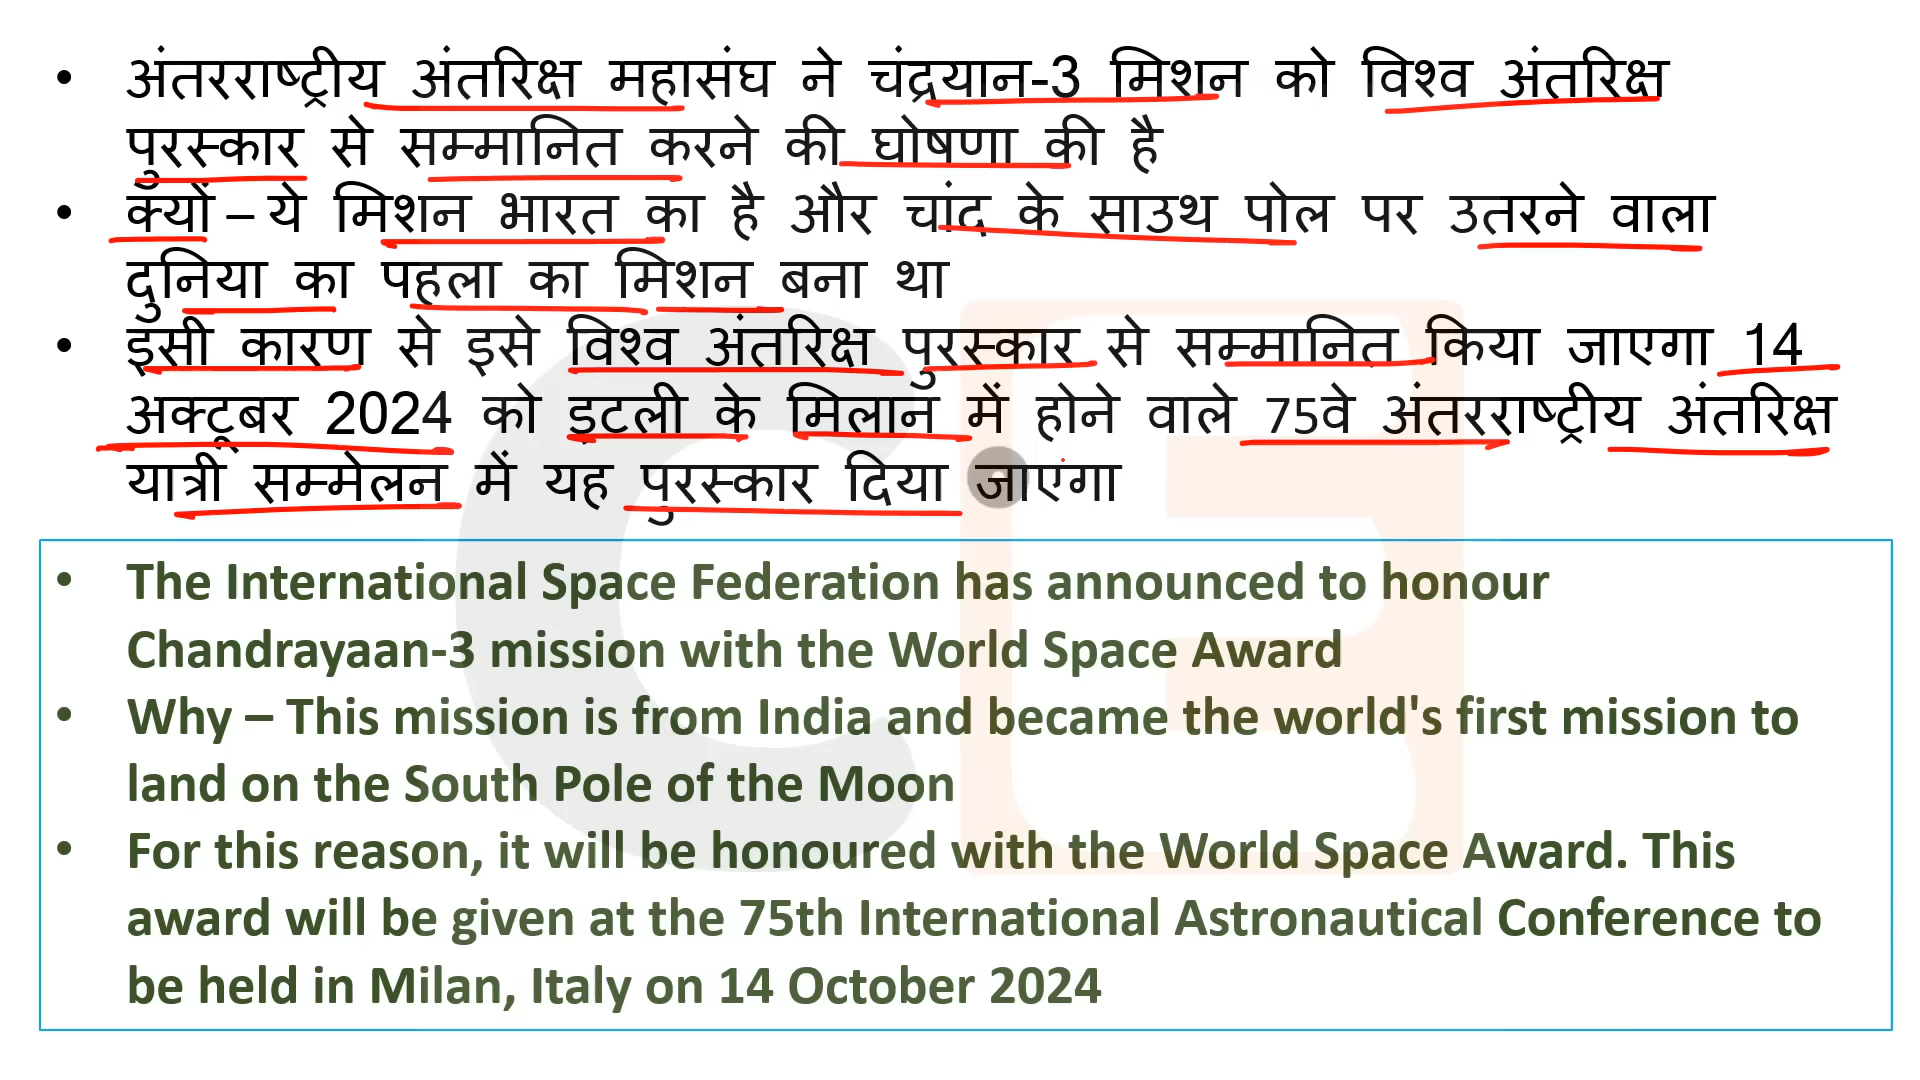 • अंतरराष्ट्रीय अंतरिक्ष महासंघ ने चंद्रयान-3 मिशन को विश्व अंतरिक्ष
पुरस्कार से सम्मानित करने की घोषणा की है
• क्यों – ये मिशन भारत का है और चांद के साउथ पोल पर उतरने वाला
दुनिया का पहला का मिशन बना था
• इसी कारण से इसे विश्व अंतरिक्ष पुरस्कार से सम्मानित किया जाएगा 14
अक्टूबर 2024 को इटली के मिलान में होने वाले 75वे अंतरराष्ट्रीय अंतरिक्ष
यात्री सम्मेलन में यह पुरस्कार दिया जाएंगा
• The International Space Federation has announced to honour
Chandrayaan-3 mission with the World Space Award
• Why – This mission is from India and became the world's first mission to
land on the South Pole of the Moon
• For this reason, it will be honoured with the World Space Award. This
award will be given at the 75th International Astronautical Conference to
be held in Milan, Italy on 14 October 2024